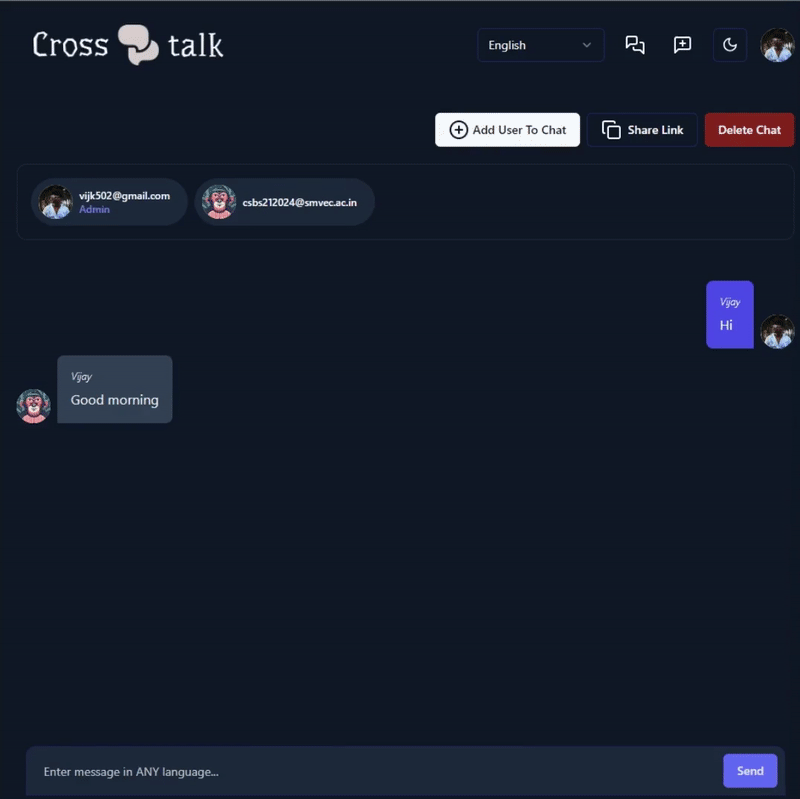 Cross talk
English
Add User To Chat
Share Link
Delete Chat
vijk502@gmail.com
Admin
csbs212024@smvec.ac.in
Vijay
Hi
Vijay
Good morning
Enter message in ANY language...
Send